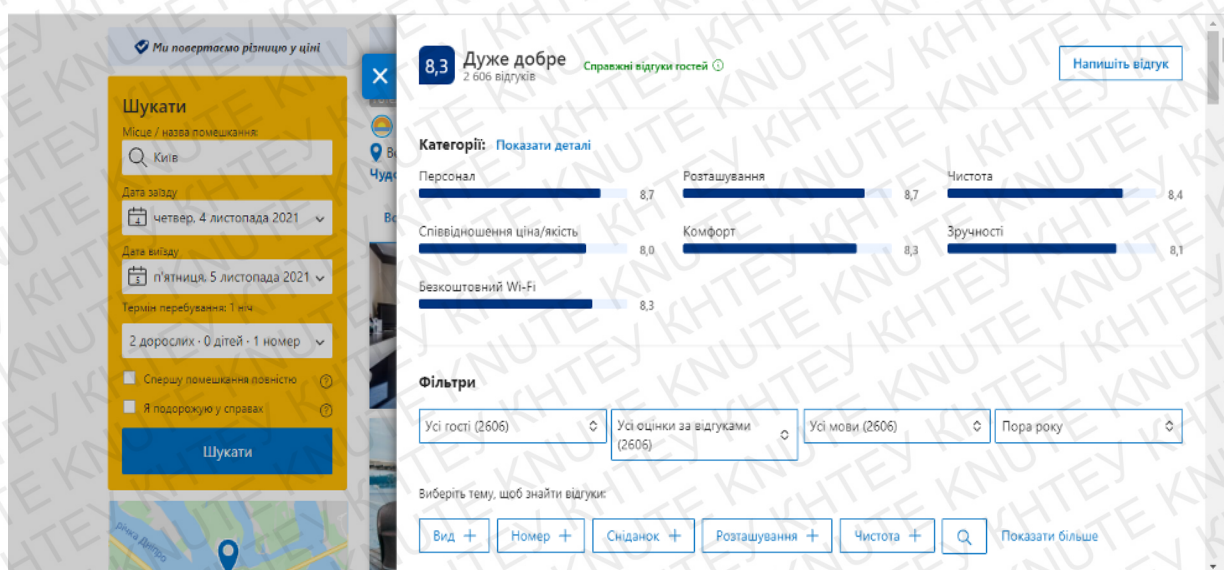 Ми повертаємо різницю у ціні
Шукати
Місце / назва помешкання:
Київ
Дата заїзду
4
четвер, 4 листопада 2021
Дата виїзду
5
п'ятниця, 5 листопада 2021
Термін перебування: 1 ніч
2 дорослих · 0 дітей · 1 номер
Спершу помешкання повністю
Я подорожую у справах
Шукати
річка Дніпро
Чудо
8,3
Дуже добре
2 606 відгуків
Справжні відгуки гостей
Напишіть відгук
Категорії: Показати деталі
Персонал
8,7
Розташування
8,7
Чистота
8,4
Співвідношення ціна/якість
8,0
Комфорт
8,3
Зручності
8,1
Безкоштовний Wi-Fi
8,3
Фільтри
Усі гості (2606)
Усі оцінки за відгуками
(2606)
Усі мови (2606)
Пора року
Виберіть тему, щоб знайти відгуки:
Вид +
Номер +
Сніданок +
Розташування +
Чистота +
Показати більше
KNUTE KHTEY